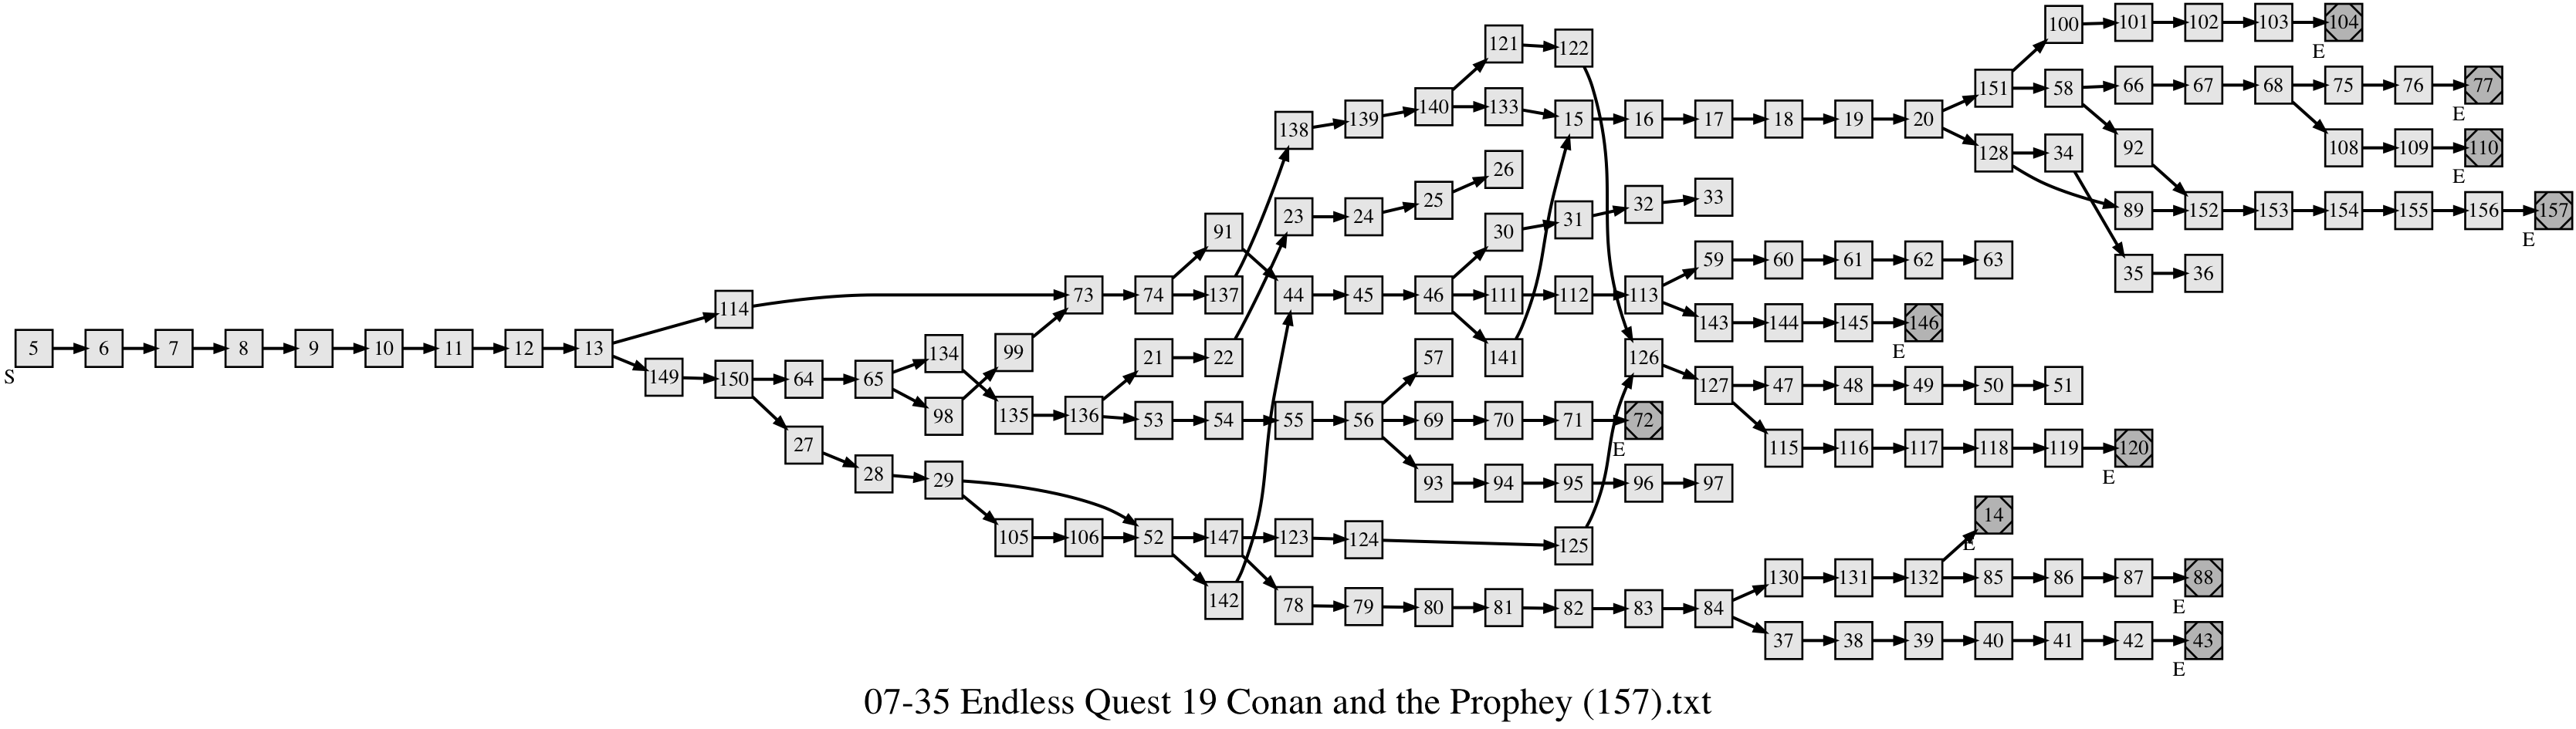 100 101 102 103 104
E
121 122
151 58 66 67 68 75 76 77
E
138 139 140 133 15 16 17 18 19 20
128 34 92 108 109 110
E
26
23 24 25 31 32 33
89 152 153 154 155 156 157
E
91 30
59 60 61 62 63
35 36
114 73 74 137 44 45 46 111 112 113
143 144 145 146
E
5 6 7 8 9 10 11 12 13
S
134 99 21 22 57 141 126
149 150 64 65
127 47 48 49 50 51
98 135 136 53 54 55 56 69 70 71 72
E
27
115 116 117 118 119 120
E
28 29 93 94 95 96 97
14
E
105 106 52 147 123 124 125
130 131 132 85 86 87 88
E
142 78 79 80 81 82 83 84
37 38 39 40 41 42 43
E
07-35 Endless Quest 19 Conan and the Prophey (157).txt